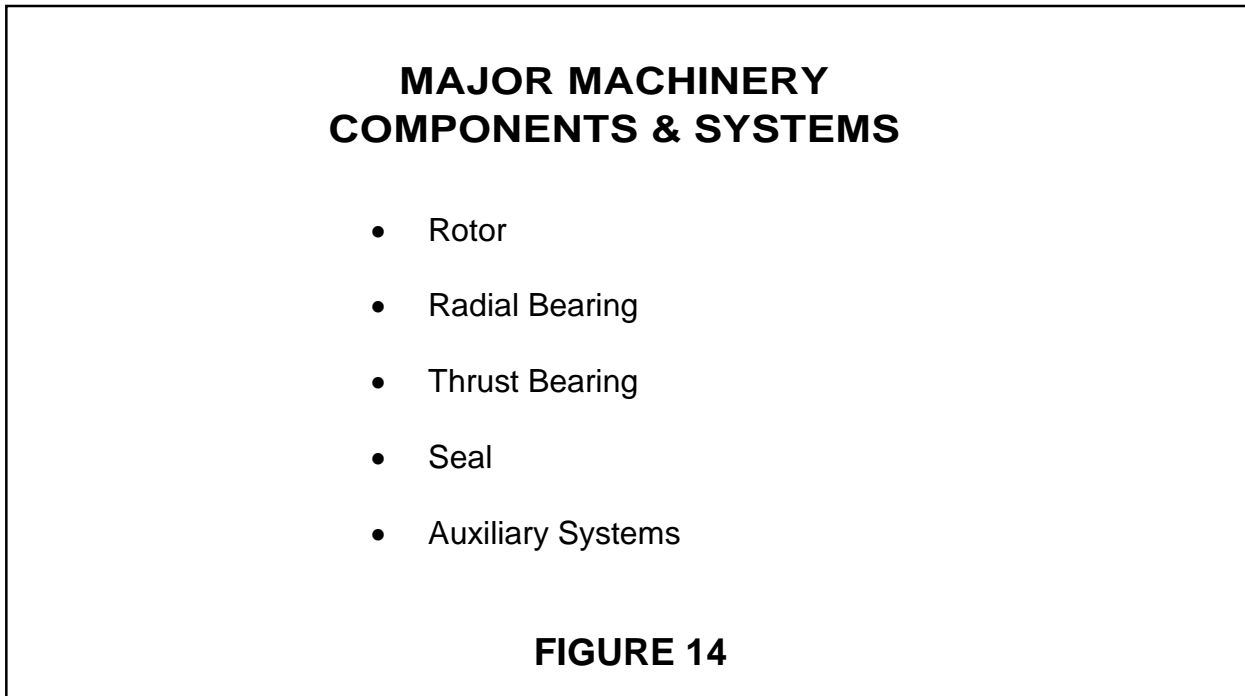 MAJOR MACHINERY
COMPONENTS & SYSTEMS
• Rotor
• Radial Bearing
• Thrust Bearing
• Seal
• Auxiliary Systems
FIGURE 14